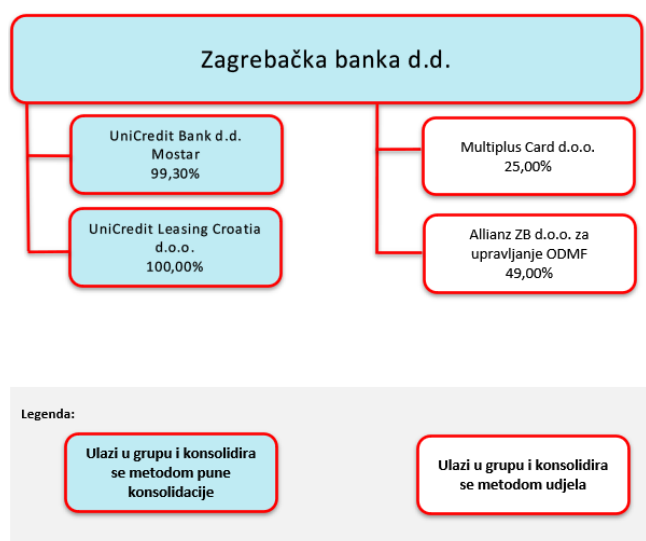 Zagrebačka banka d.d.
UniCredit Bank d.d.
Mostar
99,30%
UniCredit Leasing Croatia
d.o.o.
100,00%
Multiplus Card d.o.o.
25,00%
Allianz ZB d.o.o. za
upravljanje ODMF
49,00%
Legenda:
Ulazi u grupu i konsolidira
se metodom pune
konsolidacije
Ulazi u grupu i konsolidira
se metodom udjela